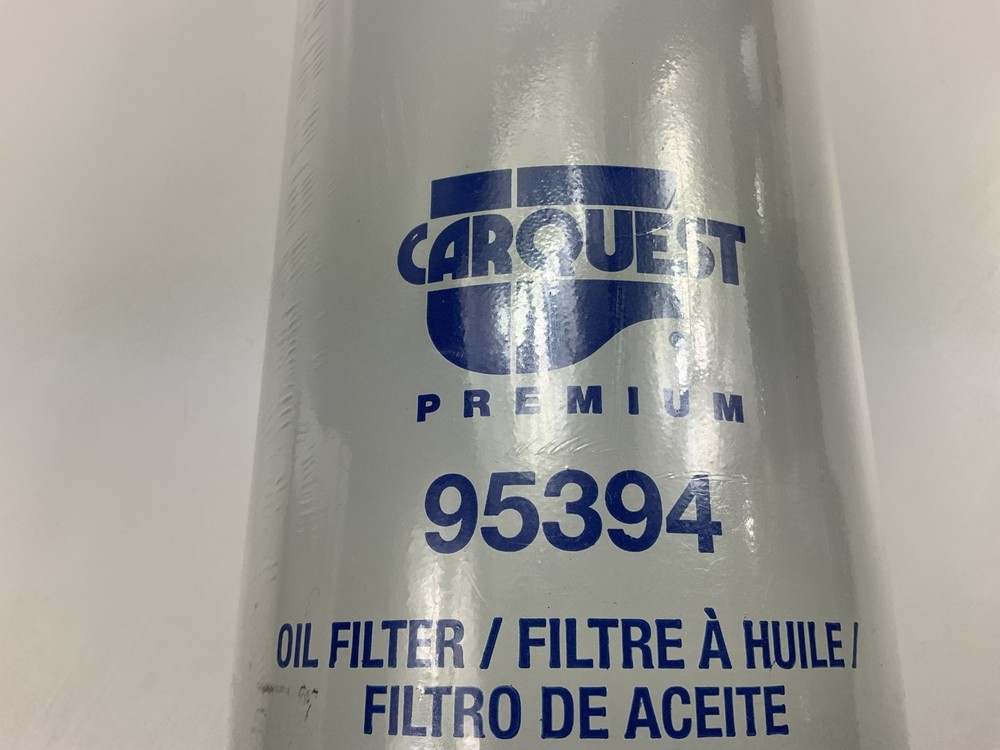 CARQUEST
PREMIUM
95394
OIL FILTER / FILTRE À HUILE /
FILTRO DE ACEITE